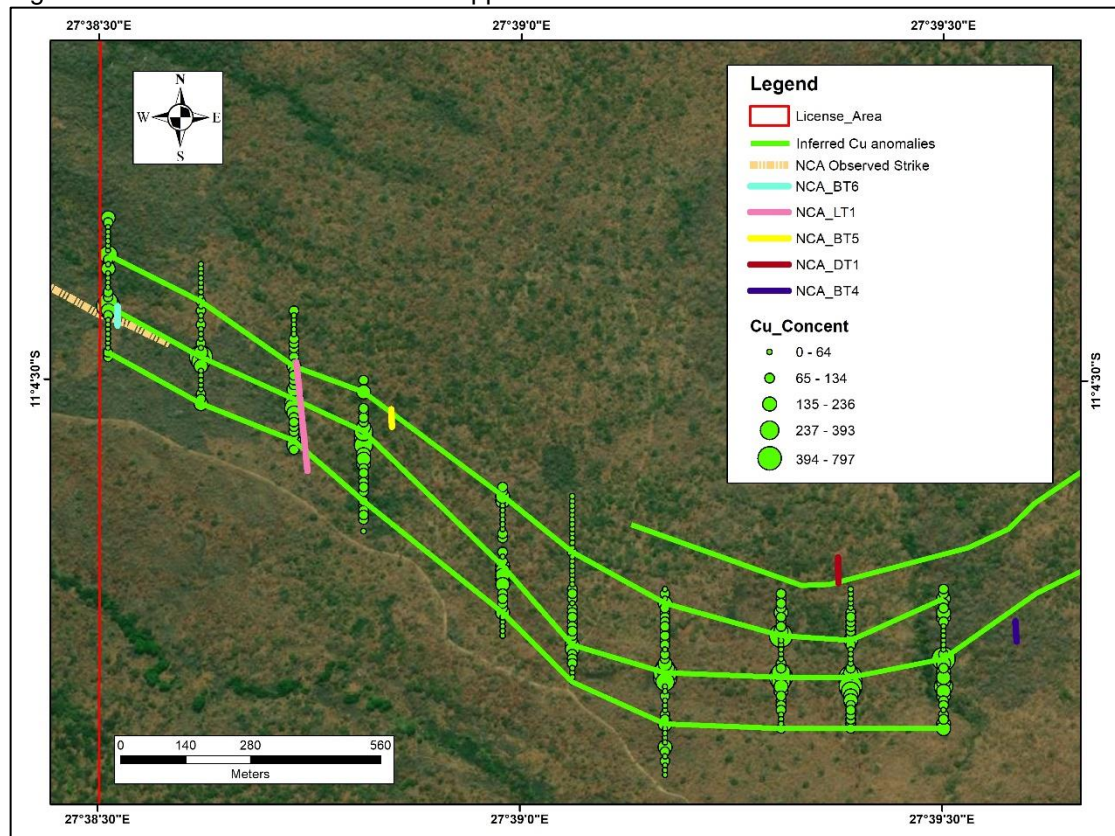 27°38'30"E 27°39'0"E 27°39'30"E
N
W E
S
Legend
License_Area
Inferred Cu anomalies
NCA Observed Strike
NCA_BT6
NCA_LT1
NCA_BT5
NCA_DT1
NCA_BT4
Cu_Concent
0 - 64
65 - 134
135 - 236
237 - 393
394 - 797
11°4'30"S 11°4'30"S
0 140 280 560
Meters
27°38'30"E 27°39'0"E 27°39'30"E